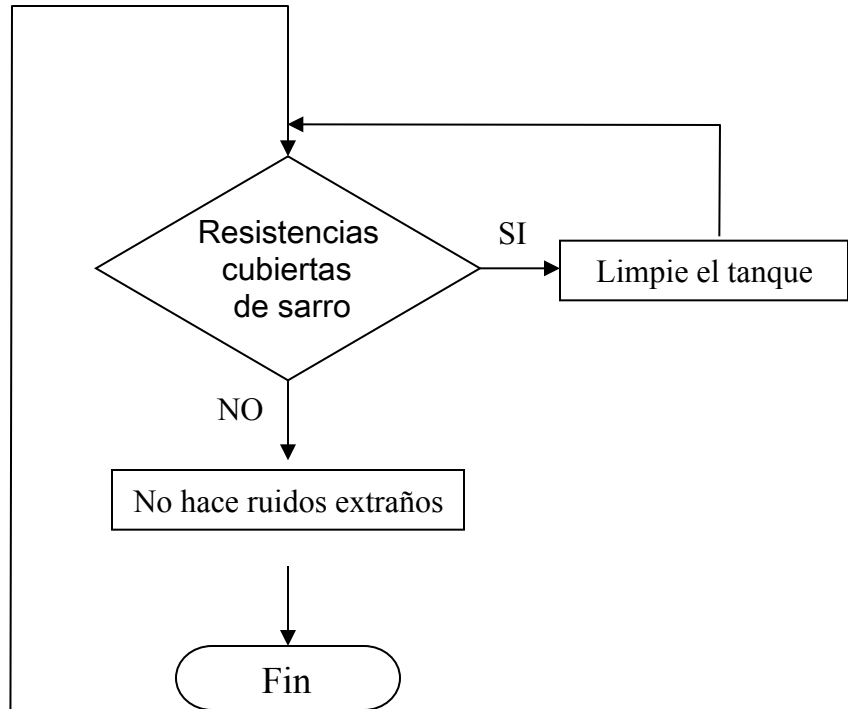 Resistencias
cubiertas
de sarro
SI
Limpie el tanque
NO
No hace ruidos extraños
Fin